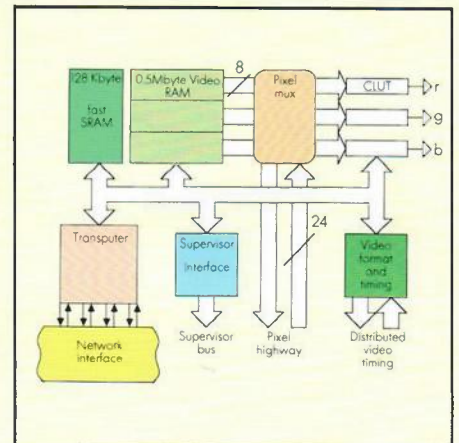 128 Kbyte
fast
SRAM
0.5Mbyte Video
RAM
8
Pixel
mux
CLUT
r
g
b
Transputer
Supervisor
Interface
24
Video
format
and
timing
Network
interface
Supervisor
bus
Pixel
highway
Distributed
video
timing